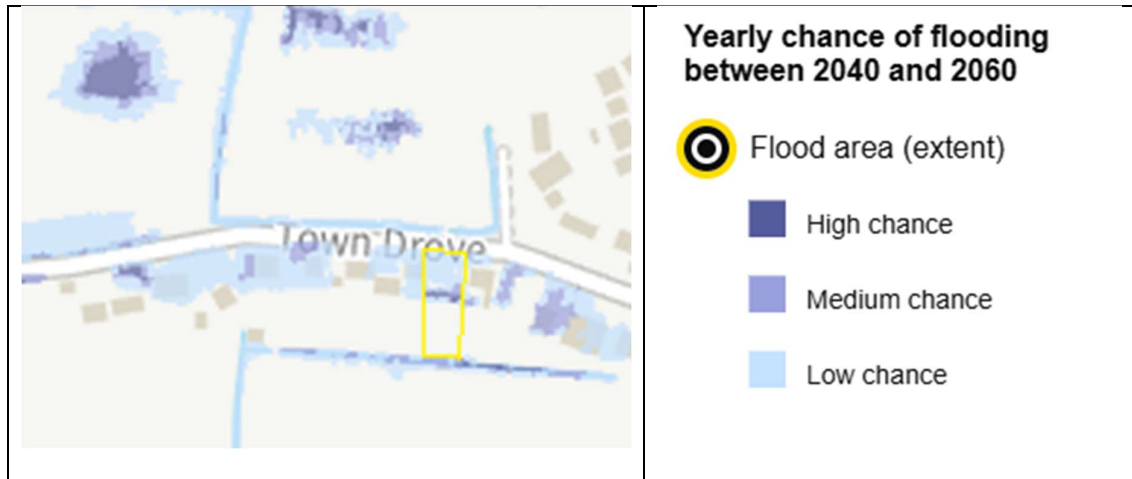 Town Drove
Yearly chance of flooding
between 2040 and 2060
Flood area (extent)
High chance
Medium chance
Low chance